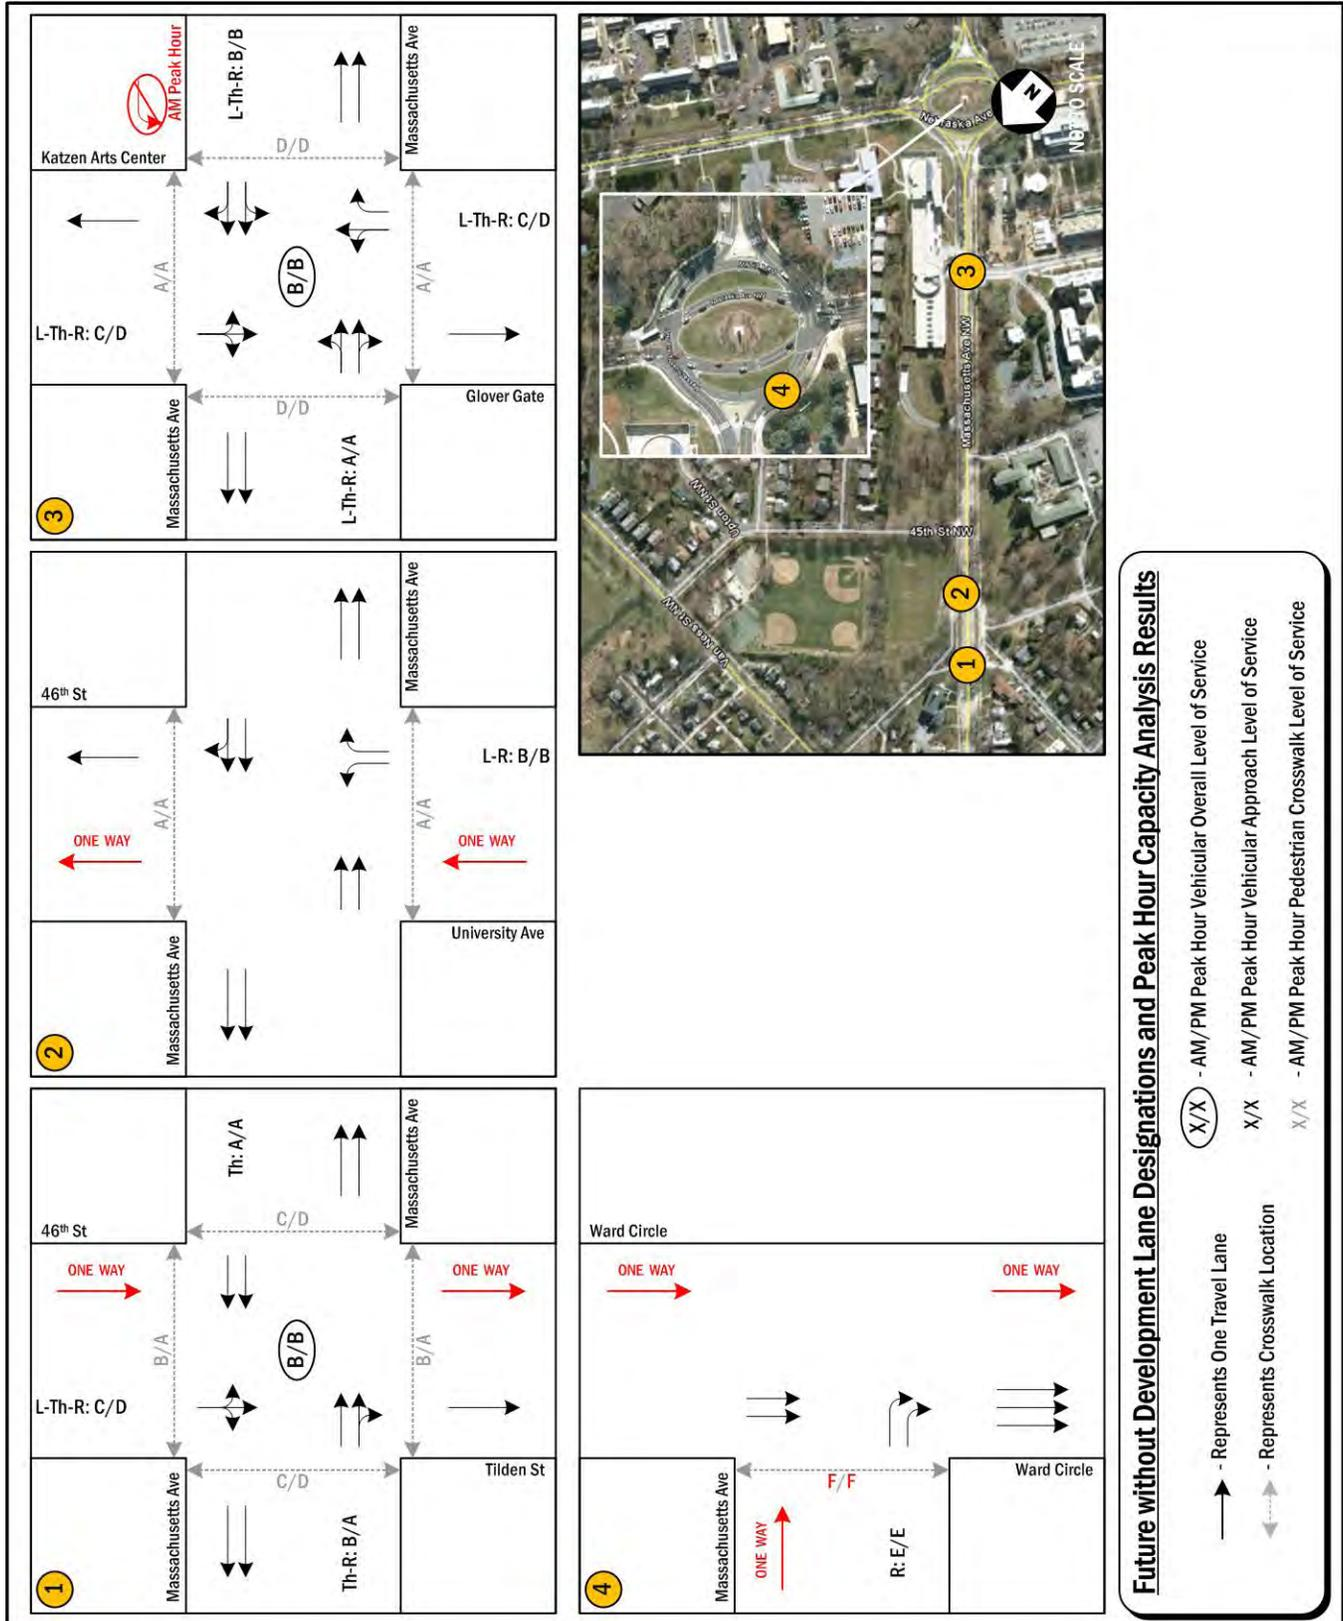 1
46th St
Massachusetts Ave
ONE WAY
L-Th-R: C/D
B/A
Th: A/A
C/D
B/B
C/D
Th-R: B/A
B/A
ONE WAY
Tilden St
Massachusetts Ave
2
46th St
Massachusetts Ave
ONE WAY
A/A
A/A
ONE WAY
L-R: B/B
University Ave
Massachusetts Ave
3
Katzen Arts Center
Massachusetts Ave
AM Peak Hour
L-Th-R: C/D
A/A
L-Th-R: B/B
D/D
B/B
D/D
L-Th-R: A/A
A/A
L-Th-R: C/D
Glover Gate
Massachusetts Ave
4
Ward Circle
Massachusetts Ave
ONE WAY
ONE WAY
F/F
R: E/E
ONE WAY
Ward Circle
Van Ness St NW
Upton St NW
45th St NW
4
1
2
3
Massachusetts Ave NW
Nebraska Ave
N
NOT TO SCALE
Future without Development Lane Designations and Peak Hour Capacity Analysis Results
- Represents One Travel Lane
- Represents Crosswalk Location
X/X - AM/PM Peak Hour Vehicular Overall Level of Service
X/X - AM/PM Peak Hour Vehicular Approach Level of Service
X/X - AM/PM Peak Hour Pedestrian Crosswalk Level of Service